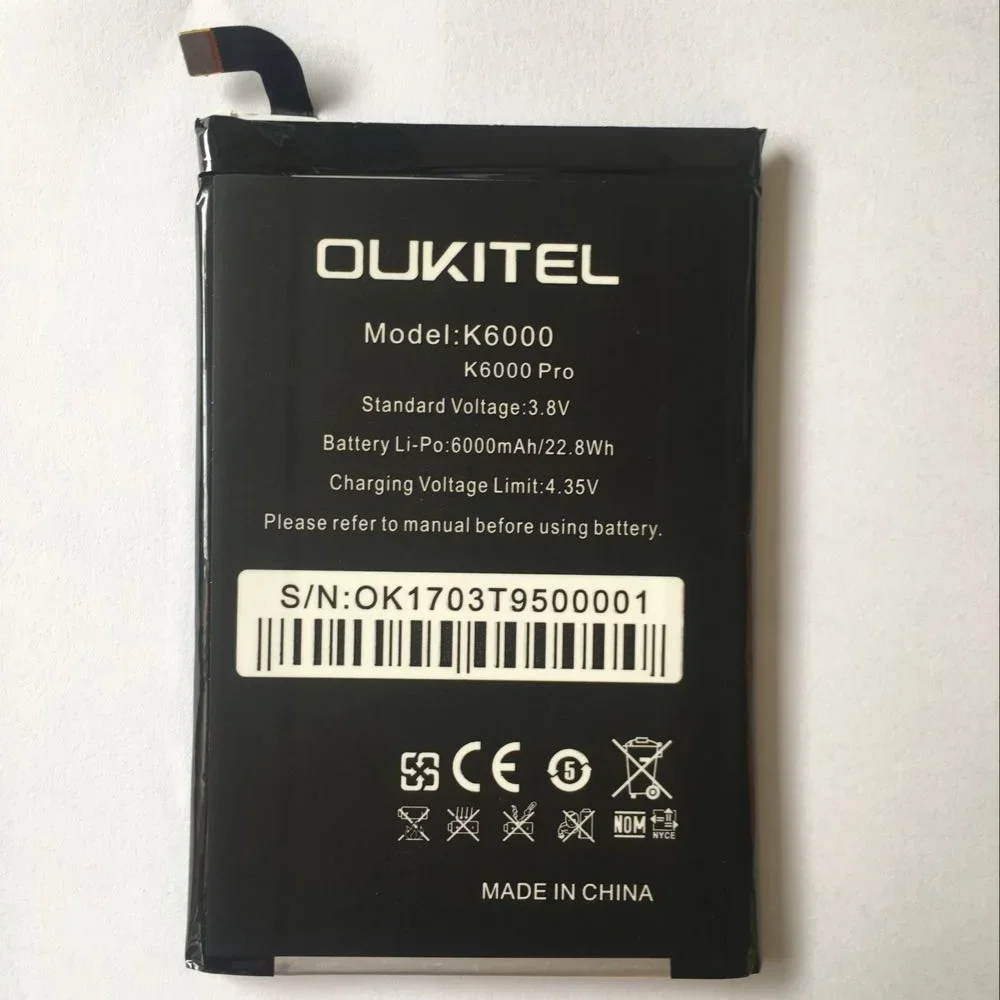 OUKITEL
Model:K6000
K6000 Pro
Standard Voltage:3.8V
Battery Li-Po:6000mAh/22.8Wh
Charging Voltage Limit:4.35V
Please refer to manual before using battery.
S/N:OK1703T9500001
CE 5
NOM NYCE
MADE IN CHINA